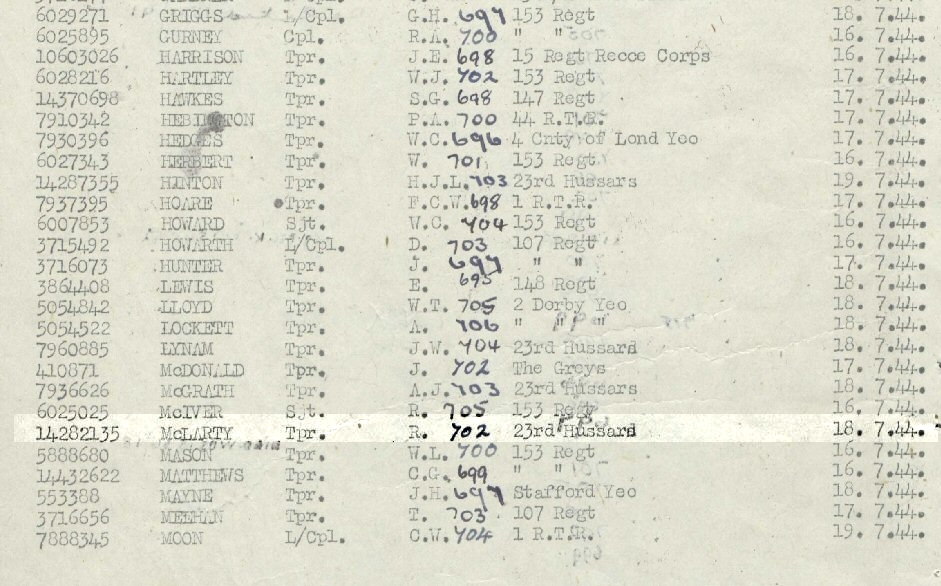 6029271 GRIGGS L/Cpl. G.H. 697 153 Regt 18. 7.44.
6025895 GURNEY Cpl. R.A. 700 " " 16. 7.44.
10603026 HARRISON Tpr. J.E. 698 15 Regt Recce Corps 16. 7.44.
6028216 HARTLEY Tpr. W.J. 702 153 Regt 17. 7.44.
14370698 HAWKES Tpr. S.G. 698 147 Regt 17. 7.44.
7910342 HEBINGTON Tpr. P.A. 700 44 R.T.R. 17. 7.44.
7930396 HEDGES Tpr. W.C. 696 4 Cnty of Lond Yeo 17. 7.44.
6027343 HERBERT Tpr. W. 701 153 Regt 16. 7.44.
14287355 HINTON Tpr. H.J.L. 703 23rd Hussars 19. 7.44.
7937395 HOARE Tpr. F.C.W. 698 1 R.T.R. 17. 7.44.
6007853 HOWARD Sjt. W.C. 704 153 Regt 16. 7.44.
3715492 HOWARTH L/Cpl. D. 703 107 Regt 16. 7.44.
3716073 HUNTER Tpr. J. 697 " " 17. 7.44.
3864408 LEWIS Tpr. E. 695 148 Regt 18. 7.44.
5054842 LLOYD Tpr. W.T. 705 2 Derby Yeo 18. 7.44.
5054522 LOCKETT Tpr. A. 706 " " " 18. 7.44.
7960885 LYNAM Tpr. J.W. 704 23rd Hussard 18. 7.44.
410871 McDONALD Tpr. J. 702 The Greys 17. 7.44.
7936626 McGRATH Tpr. A.J. 703 23rd Hussars 18. 7.44.
6025025 McIVER Sjt. R. 705 153 Regt 16. 7.44.
14282135 McLARTY Tpr. R. 702 23rd Hussard 18. 7.44.
5888680 MASON Tpr. W.L. 700 153 Regt 16. 7.44.
14432622 MATTHEWS Tpr. C.G. 699 " " 16. 7.44.
553388 MAYNE Tpr. J.H. 697 Stafford Yeo 18. 7.44.
3716656 MEEHAN Tpr. T. 703 107 Regt 17. 7.44.
7888345 MOON L/Cpl. C.W. 704 1 R.T.R. 19. 7.44.